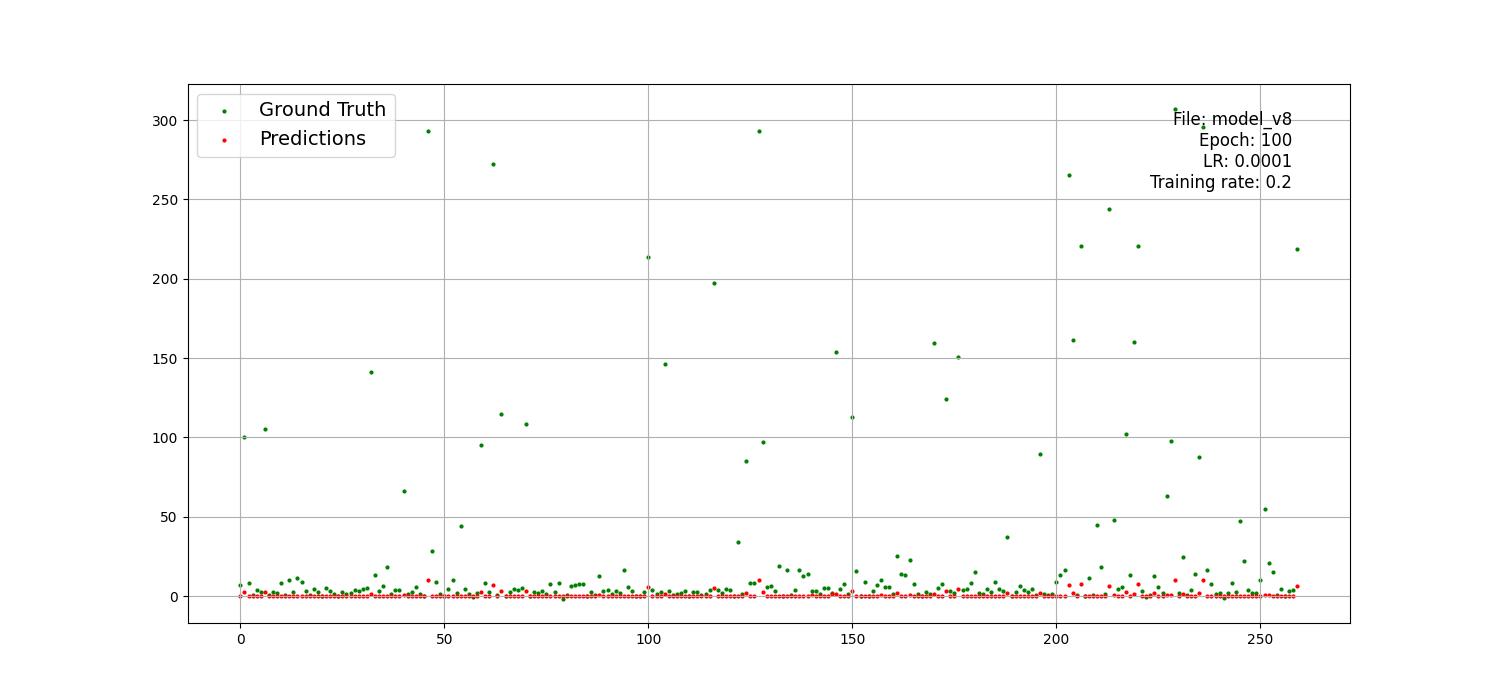 Ground Truth
Predictions
File: model_v8
Epoch: 100
LR: 0.0001
Training rate: 0.2
300
250
200
150
100
50
0
0 50 100 150 200 250